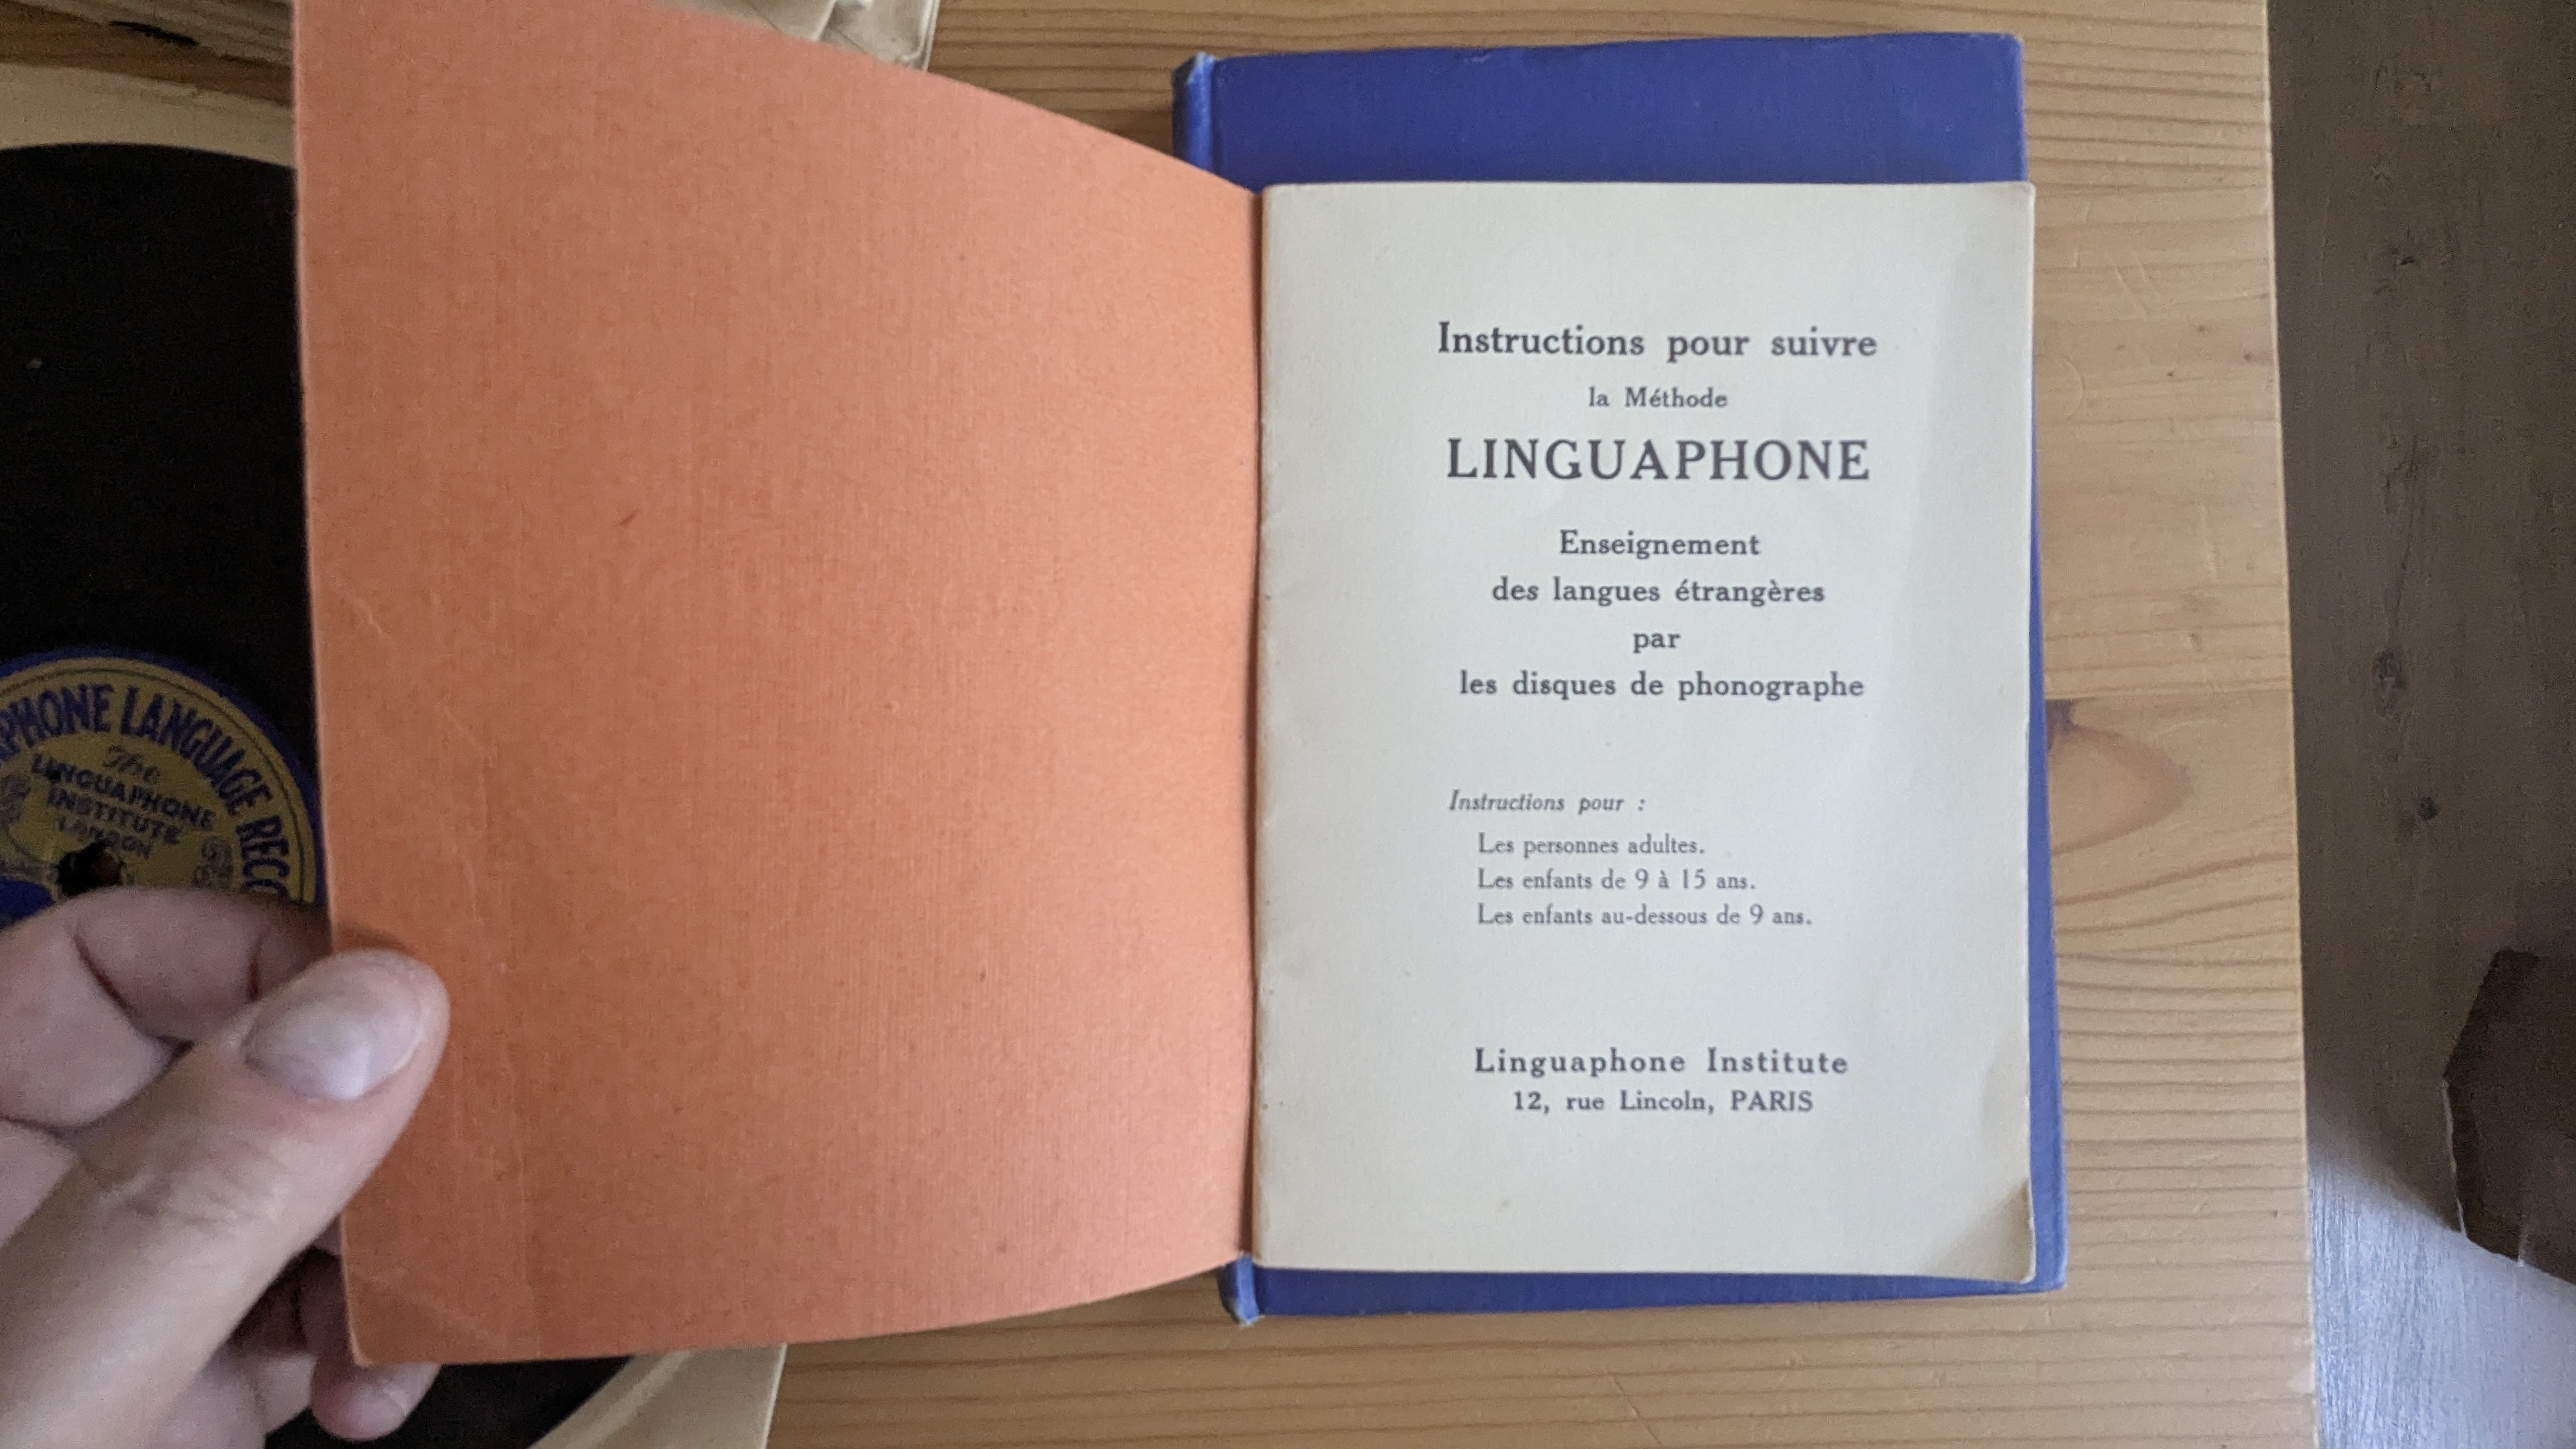 PHONE LANGUAGE RECO
The
LINGUAPHONE
INSTITUTE
LONDON
Instructions pour suivre
la Méthode
LINGUAPHONE
Enseignement
des langues étrangères
par
les disques de phonographe
Instructions pour :
Les personnes adultes.
Les enfants de 9 à 15 ans.
Les enfants au-dessous de 9 ans.
Linguaphone Institute
12, rue Lincoln, PARIS